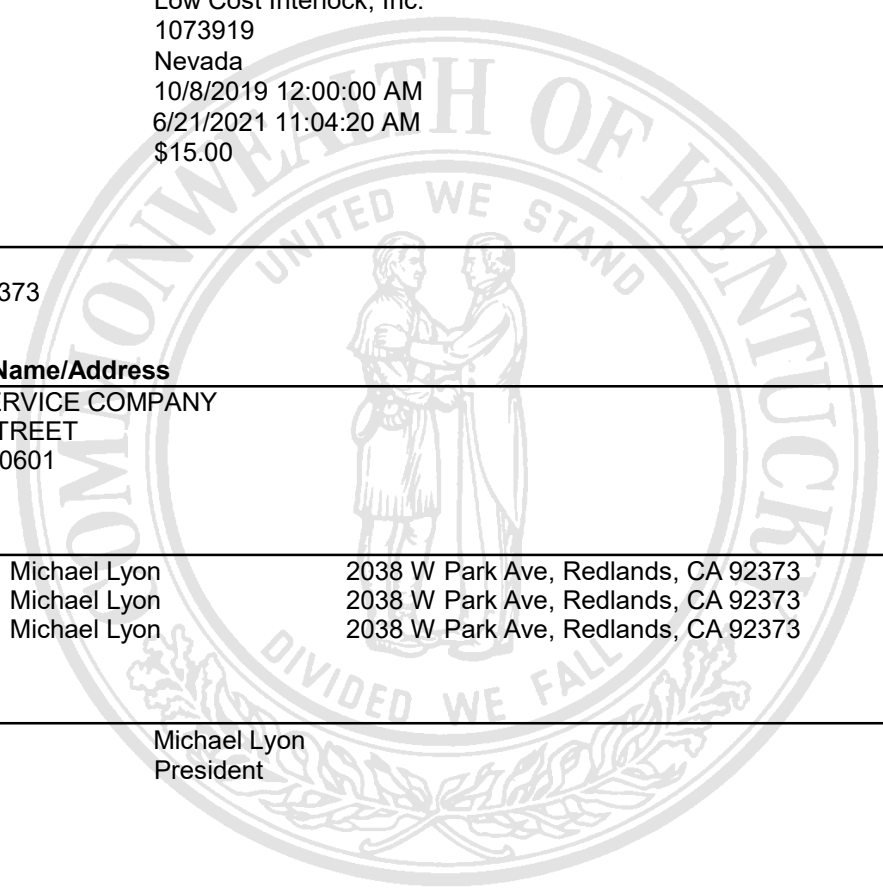 Low Cost Interlock, Inc.
1073919
Nevada
10/8/2019 12:00:00 AM
6/21/2021 11:04:20 AM
$15.00
373
Name/Address
ERVICE COMPANY
TREET
0601
Michael Lyon 2038 W Park Ave, Redlands, CA 92373
Michael Lyon 2038 W Park Ave, Redlands, CA 92373
Michael Lyon 2038 W Park Ave, Redlands, CA 92373
Michael Lyon
President
COMMONWEALTH OF KENTUCKY
UNITED WE STAND
DIVIDED WE FALL